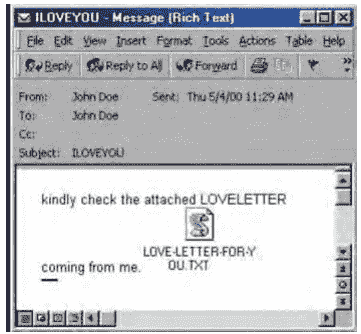 ILOVEYOU - Message (Rich Text)
File Edit View Insert Format Tools Actions Table Help
Reply Reply to All Forward
From: John Doe Sent: Thu 5/4/00 11:29 AM
To: John Doe
Cc:
Subject: ILOVEYOU
kindly check the attached LOVELETTER
LOVE-LETTER-FOR-Y
OU.TXT
coming from me.